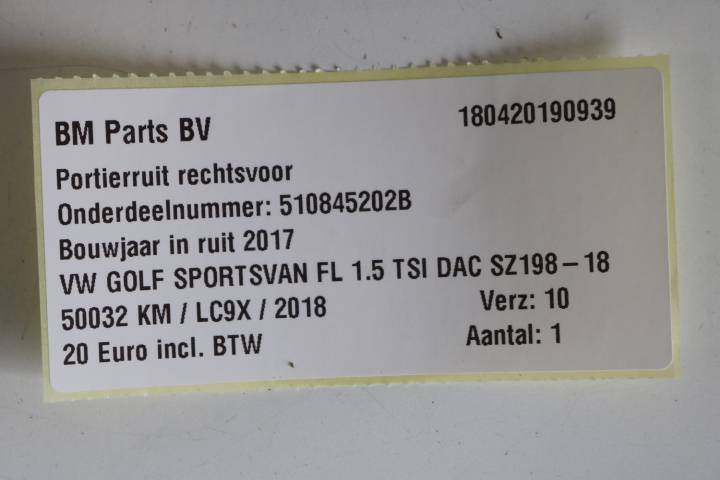 BM Parts BV 180420190939
Portierruit rechtsvoor
Onderdeelnummer: 510845202B
Bouwjaar in ruit 2017
VW GOLF SPORTSVAN FL 1.5 TSI DAC SZ198-18
50032 KM / LC9X / 2018 Verz: 10
20 Euro incl. BTW Aantal: 1